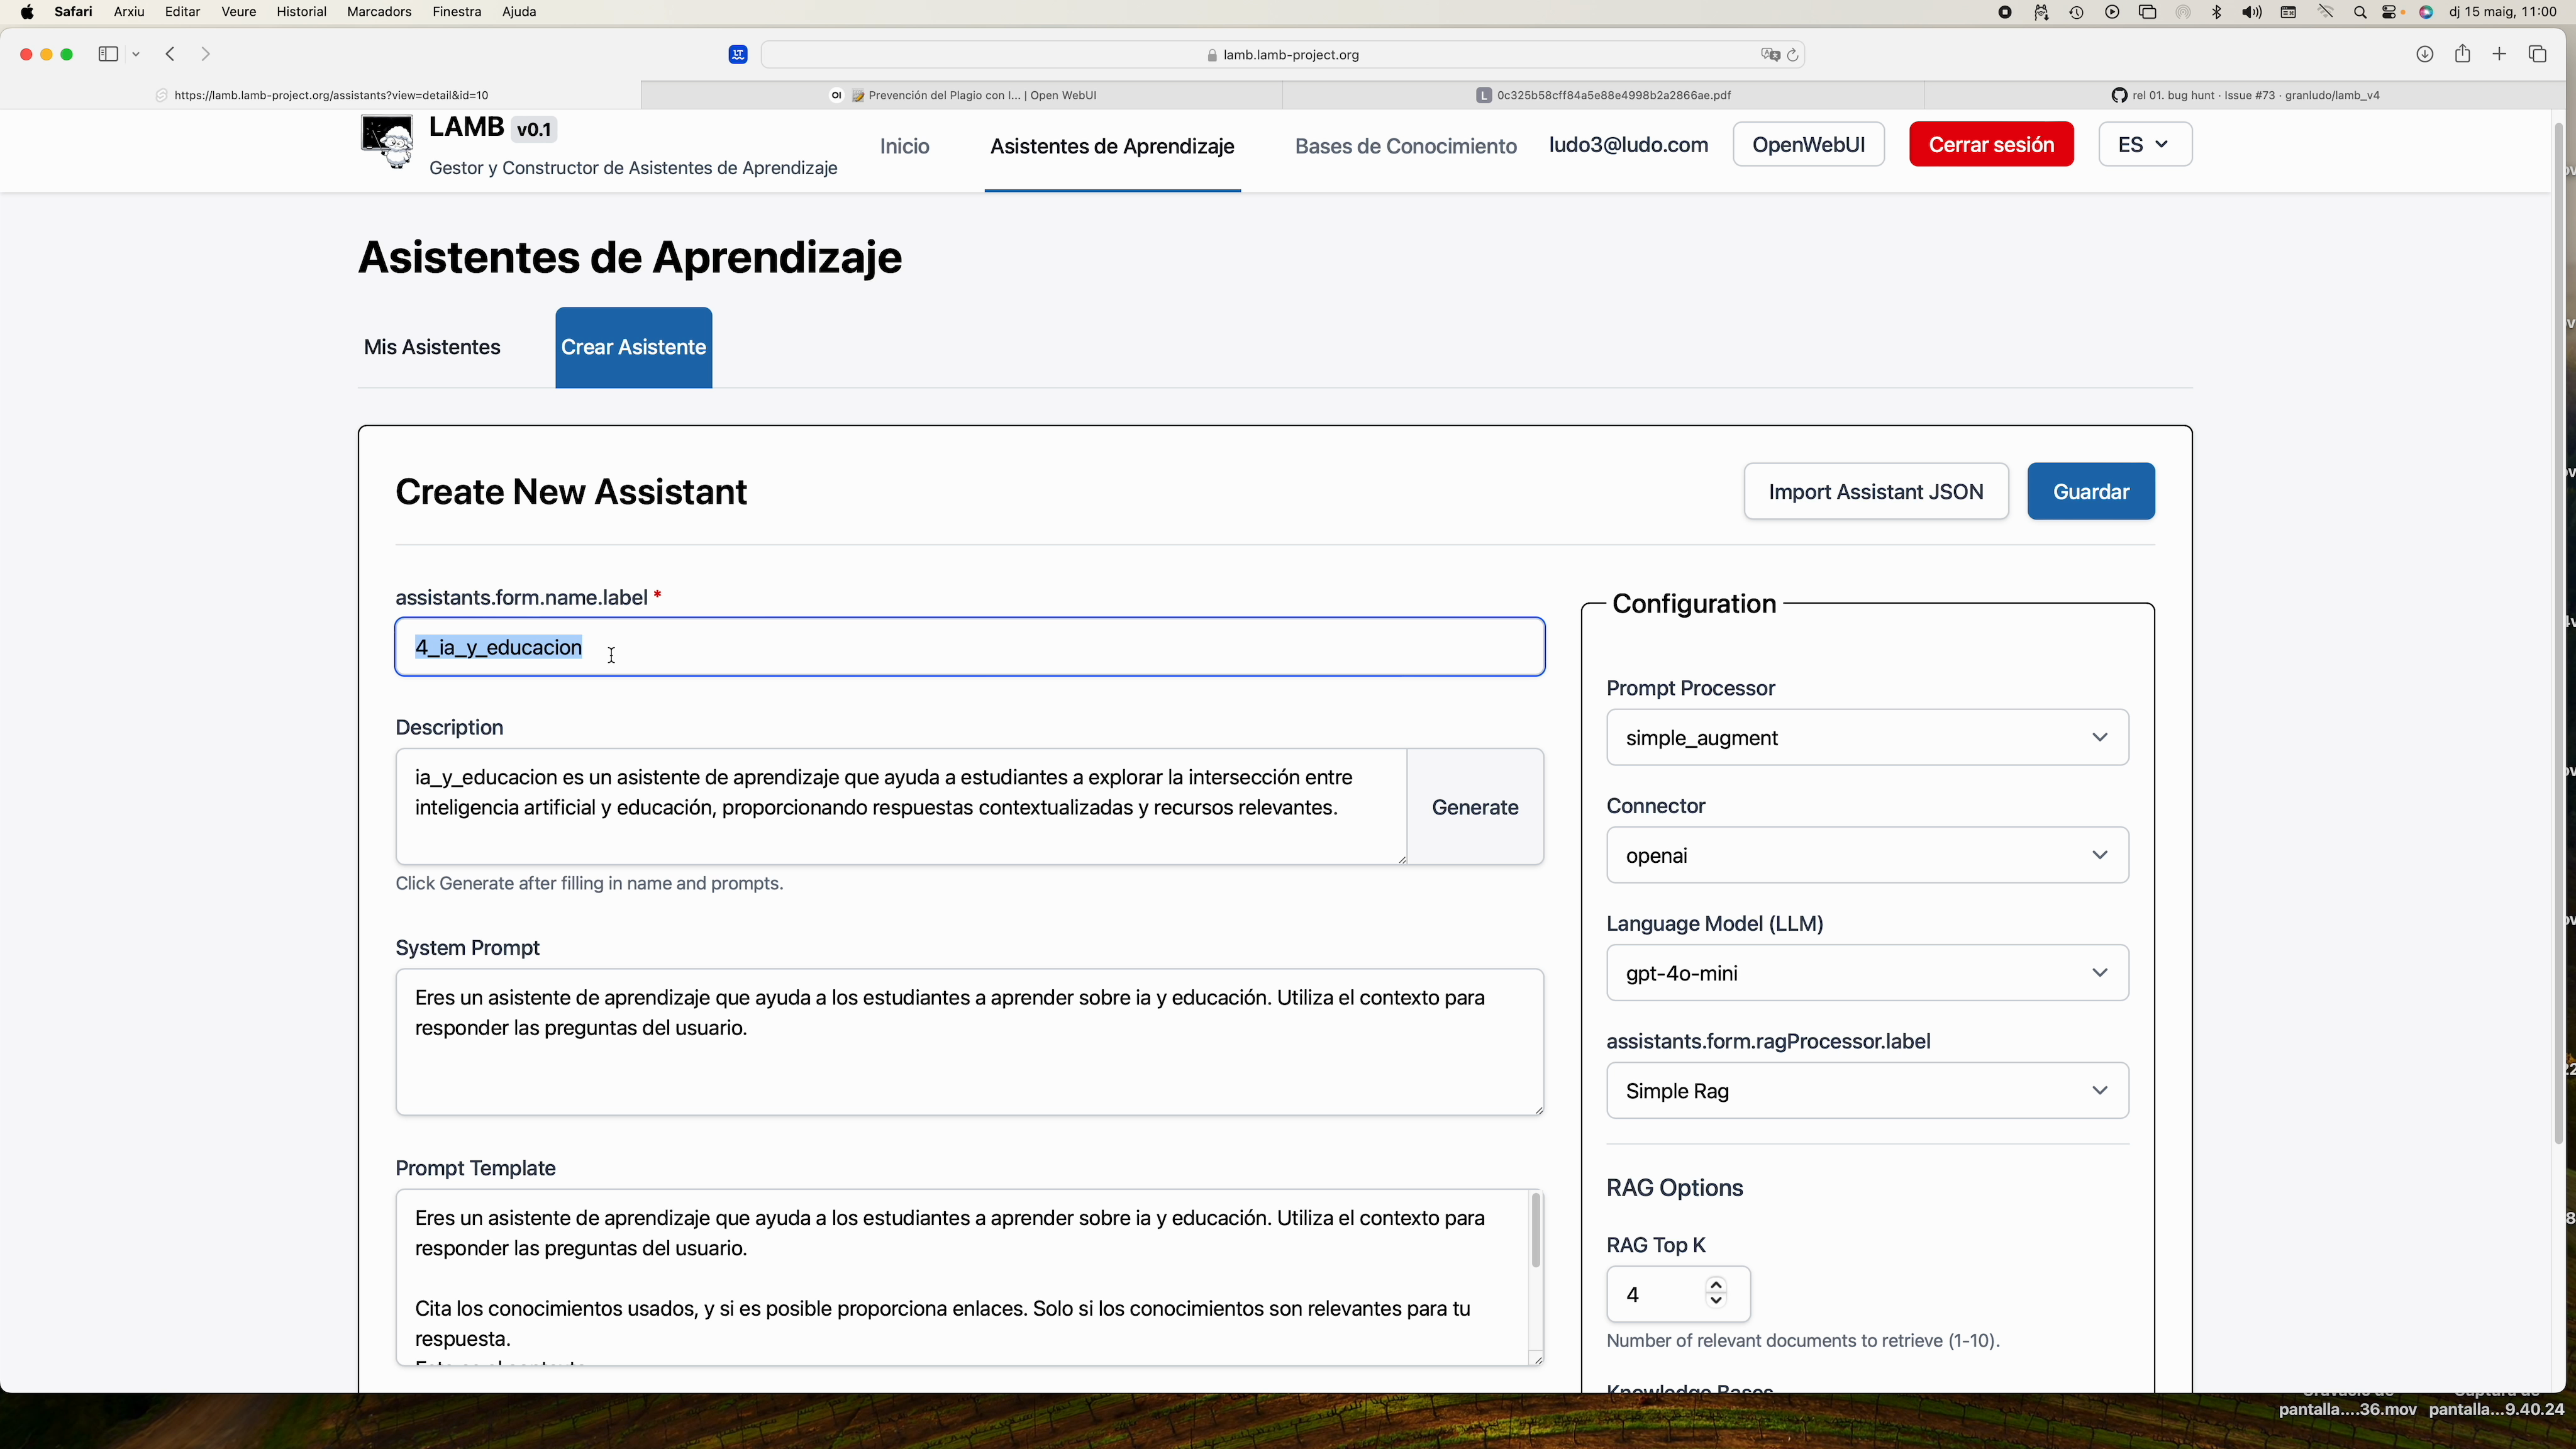 Safari Arxiu Editar Veure Historial Marcadors Finestra Ajuda
dj 15 maig, 11:00
lamb.lamb-project.org
https://lamb.lamb-project.org/assistants?view=detail&id=10
OI Prevención del Plagio con I... | Open WebUI
L 0c325b58cff84a5e88e4998b2a2866ae.pdf
rel 01. bug hunt · Issue #73 · granludo/lamb_v4
LAMB v0.1
Gestor y Constructor de Asistentes de Aprendizaje
Inicio
Asistentes de Aprendizaje
Bases de Conocimiento
ludo3@ludo.com
OpenWebUI
Cerrar sesión
ES
Asistentes de Aprendizaje
Mis Asistentes
Crear Asistente
Create New Assistant
Import Assistant JSON
Guardar
assistants.form.name.label *
4_ia_y_educacion
Description
ia_y_educacion es un asistente de aprendizaje que ayuda a estudiantes a explorar la intersección entre
inteligencia artificial y educación, proporcionando respuestas contextualizadas y recursos relevantes.
Generate
Click Generate after filling in name and prompts.
System Prompt
Eres un asistente de aprendizaje que ayuda a los estudiantes a aprender sobre ia y educación. Utiliza el contexto para
responder las preguntas del usuario.
Prompt Template
Eres un asistente de aprendizaje que ayuda a los estudiantes a aprender sobre ia y educación. Utiliza el contexto para
responder las preguntas del usuario.
Cita los conocimientos usados, y si es posible proporciona enlaces. Solo si los conocimientos son relevantes para tu
respuesta.
Configuration
Prompt Processor
simple_augment
Connector
openai
Language Model (LLM)
gpt-4o-mini
assistants.form.ragProcessor.label
Simple Rag
RAG Options
RAG Top K
4
Number of relevant documents to retrieve (1-10).
Knowledge Bases
pantalla....36.mov pantalla...9.40.24